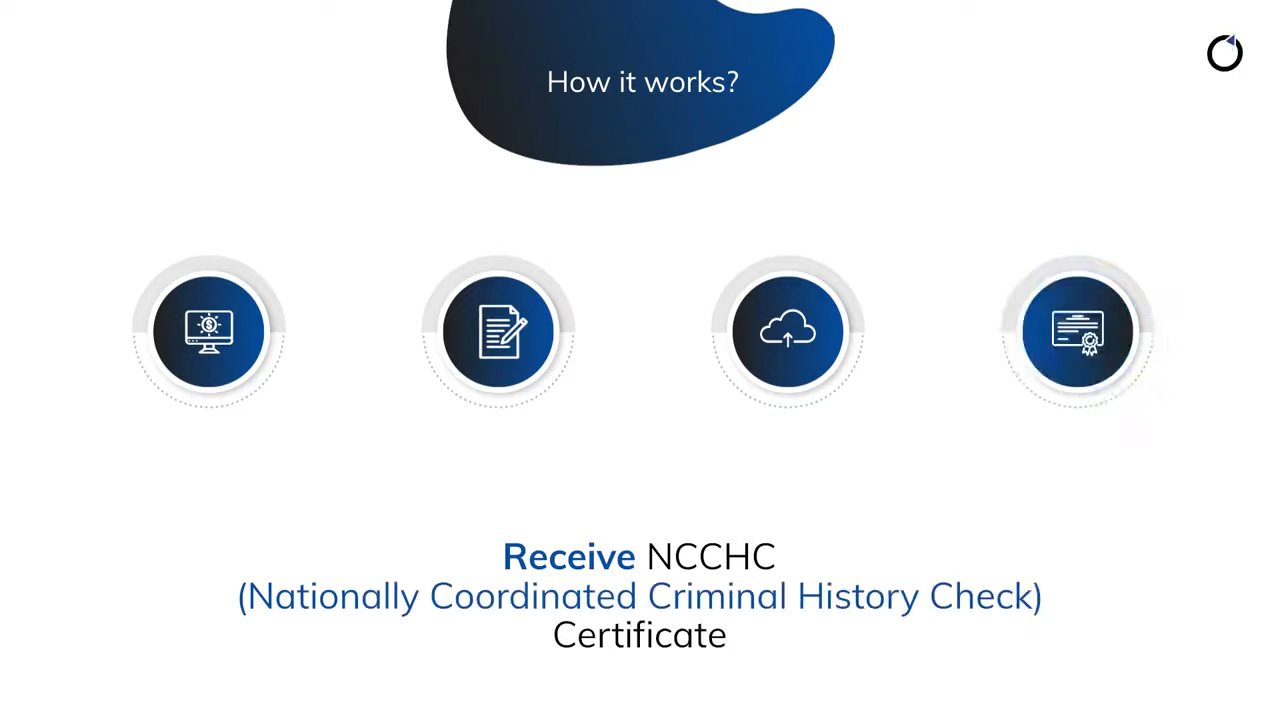 How it works?
Receive NCCHC
(Nationally Coordinated Criminal History Check)
Certificate